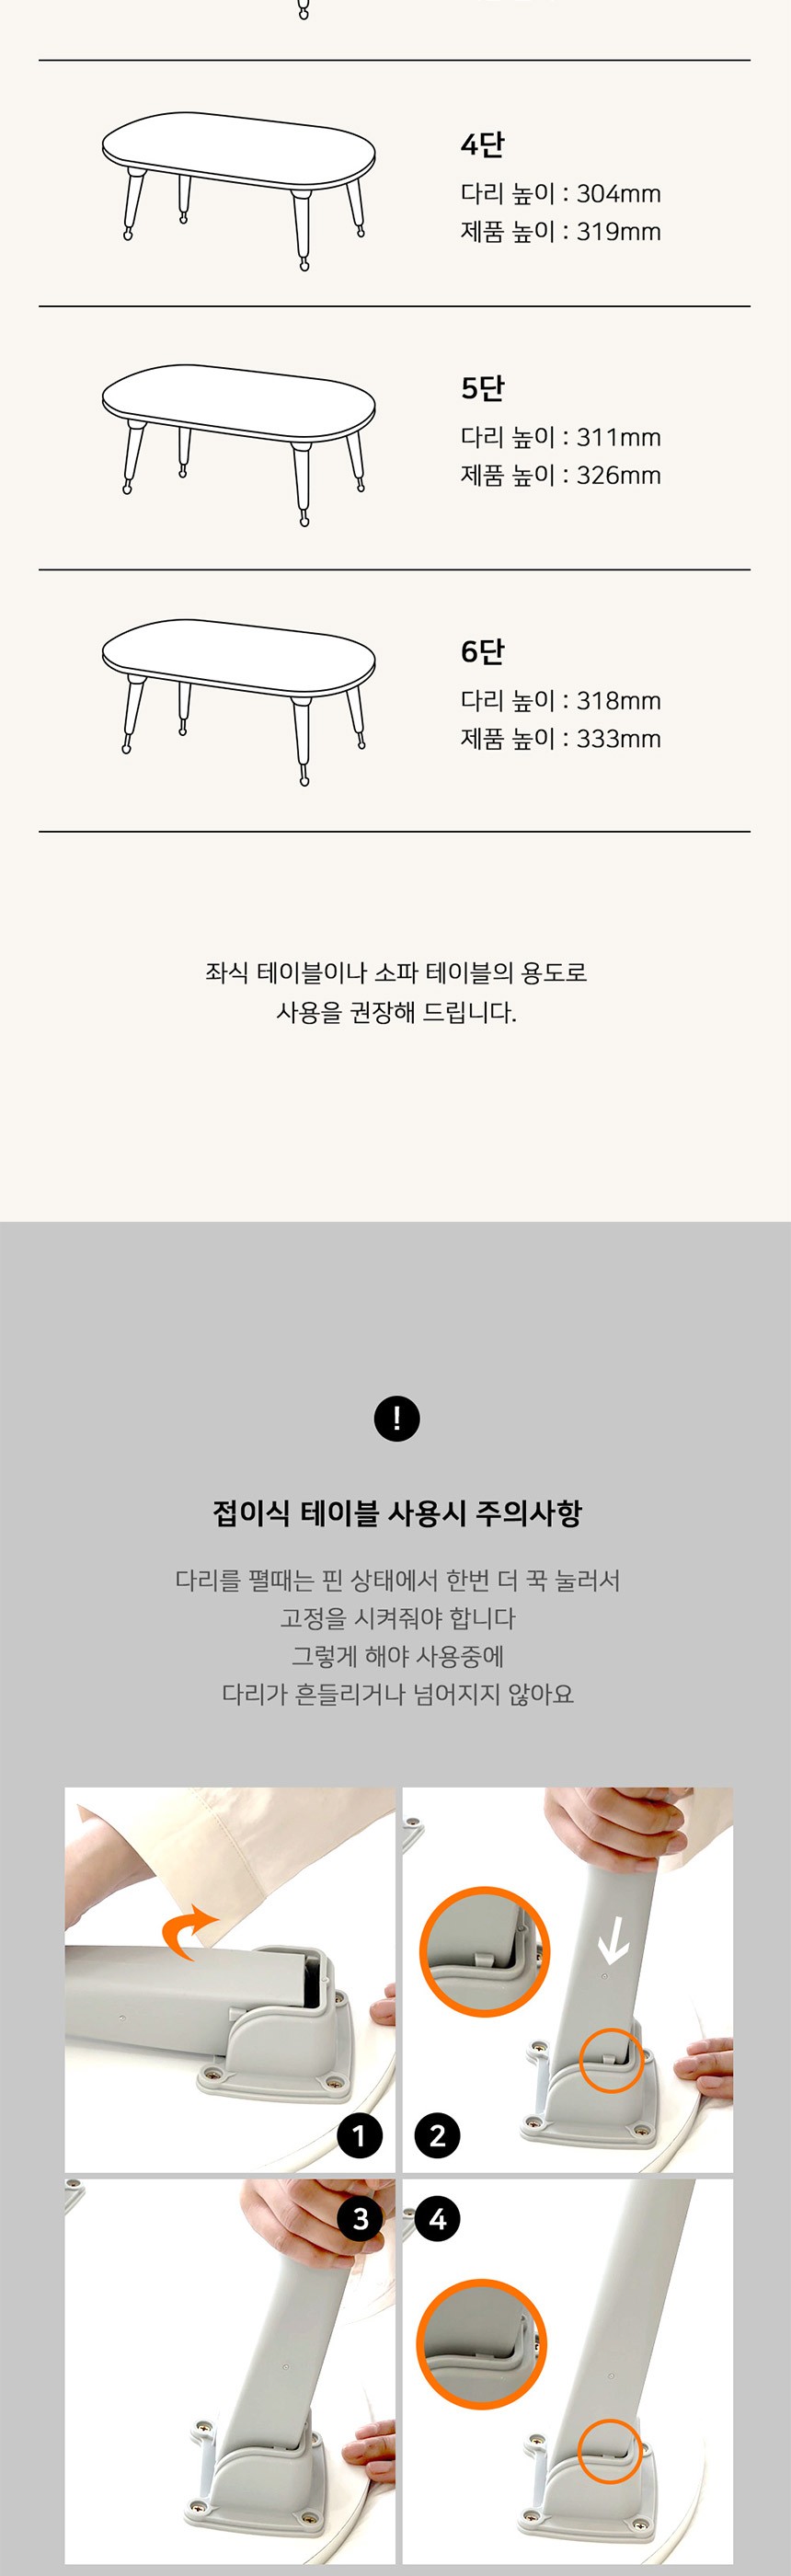 4단
다리 높이 : 304mm
제품 높이 : 319mm
5단
다리 높이 : 311mm
제품 높이 : 326mm
6단
다리 높이 : 318mm
제품 높이 : 333mm
좌식 테이블이나 소파 테이블의 용도로
사용을 권장해 드립니다.
!
접이식 테이블 사용시 주의사항
다리를 펼때는 핀 상태에서 한번 더 꾹 눌러서
고정을 시켜줘야 합니다
그렇게 해야 사용중에
다리가 흔들리거나 넘어지지 않아요
1
2
3
4